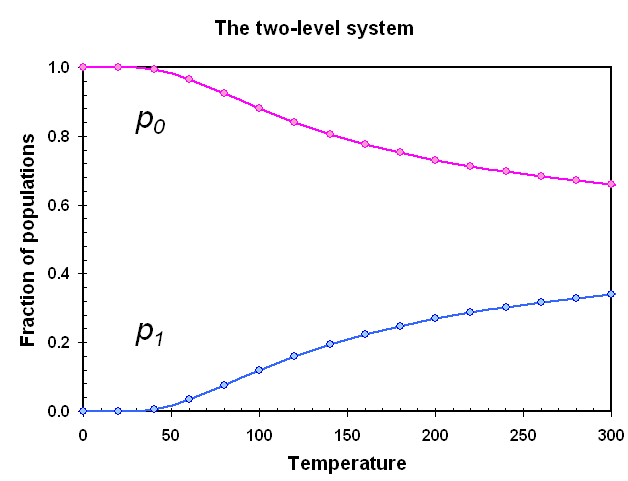 The two-level system
1.0
0.8
0.6
0.4
0.2
0.0
Fraction of populations
p0
p1
0 50 100 150 200 250 300
Temperature